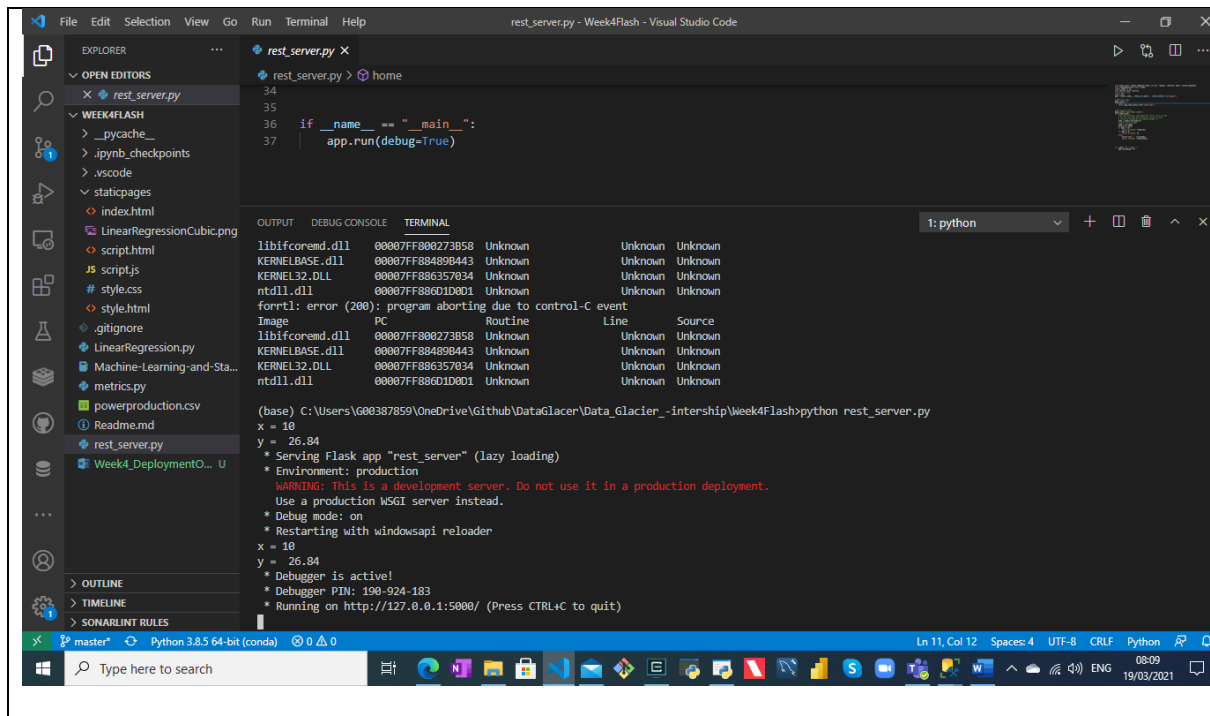 File Edit Selection View Go Run Terminal Help rest_server.py - Week4Flash - Visual Studio Code
EXPLORER
OPEN EDITORS
rest_server.py
WEEK4FLASH
__pycache__
.ipynb_checkpoints
.vscode
staticpages
index.html
LinearRegressionCubic.png
script.html
JS script.js
# style.css
style.html
.gitignore
LinearRegression.py
Machine-Learning-and-Sta...
metrics.py
powerproduction.csv
Readme.md
rest_server.py
Week4_DeploymentO... U
OUTLINE
TIMELINE
SONARLINT RULES
rest_server.py
rest_server.py > home
34
35
36 if __name__ == "__main__":
37 app.run(debug=True)
OUTPUT DEBUG CONSOLE TERMINAL 1: python
libifcoremd.dll 00007FF800273B58 Unknown Unknown Unknown
KERNELBASE.dll 00007FF88489B443 Unknown Unknown Unknown
KERNEL32.DLL 00007FF886357034 Unknown Unknown Unknown
ntdll.dll 00007FF886D1D0D1 Unknown Unknown Unknown
forrtl: error (200): program aborting due to control-C event
Image PC Routine Line Source
libifcoremd.dll 00007FF800273B58 Unknown Unknown Unknown
KERNELBASE.dll 00007FF88489B443 Unknown Unknown Unknown
KERNEL32.DLL 00007FF886357034 Unknown Unknown Unknown
ntdll.dll 00007FF886D1D0D1 Unknown Unknown Unknown
(base) C:\Users\G00387859\OneDrive\Github\DataGlacer\Data_Glacier_-intership\Week4Flash>python rest_server.py
x = 10
y = 26.84
* Serving Flask app "rest_server" (lazy loading)
* Environment: production
WARNING: This is a development server. Do not use it in a production deployment.
Use a production WSGI server instead.
* Debug mode: on
* Restarting with windowsapi reloader
x = 10
y = 26.84
* Debugger is active!
* Debugger PIN: 190-924-183
* Running on http://127.0.0.1:5000/ (Press CTRL+C to quit)
master* Python 3.8.5 64-bit (conda) 0 0 Ln 11, Col 12 Spaces: 4 UTF-8 CRLF Python
Type here to search
ENG
08:09
19/03/2021